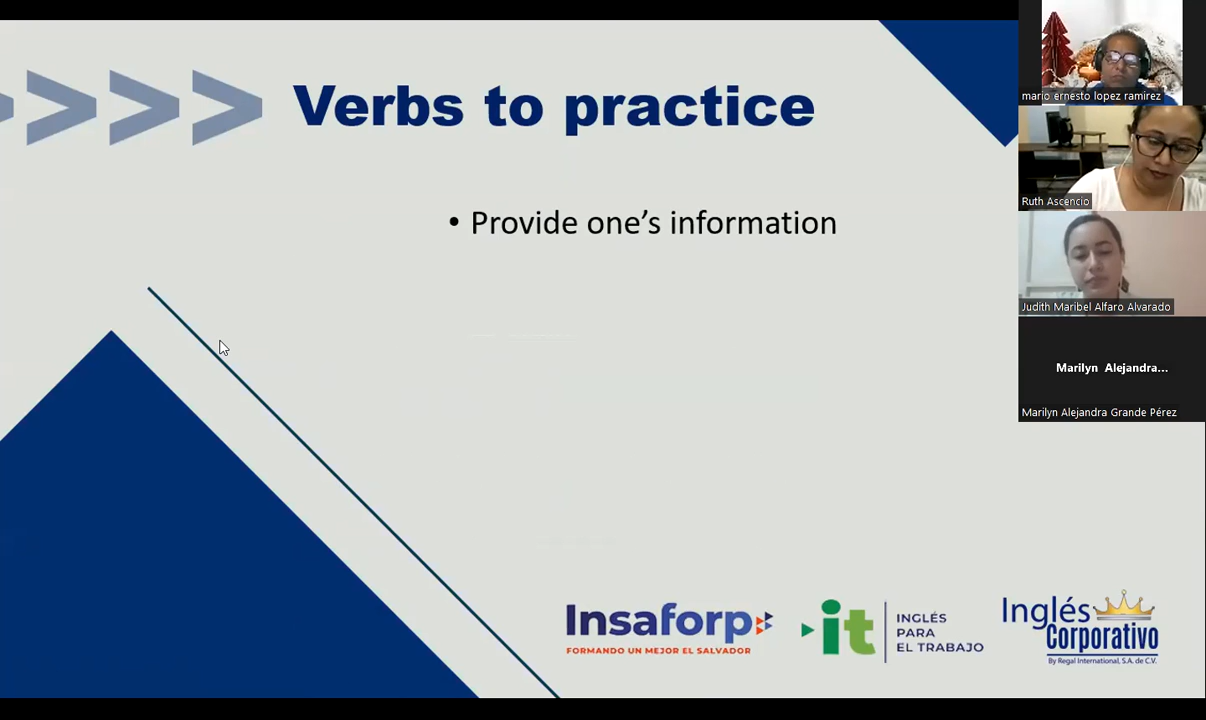 Verbs to practice
• Provide one's information
Insaforp
FORMANDO UN MEJOR EL SALVADOR
it
INGLÉS
PARA
EL TRABAJO
Inglés
Corporativo
By Regal International, S.A. de C.V.
mario ernesto lopez ramirez
Ruth Ascencio
Judith Maribel Alfaro Alvarado
Marilyn Alejandra...
Marilyn Alejandra Grande Pérez